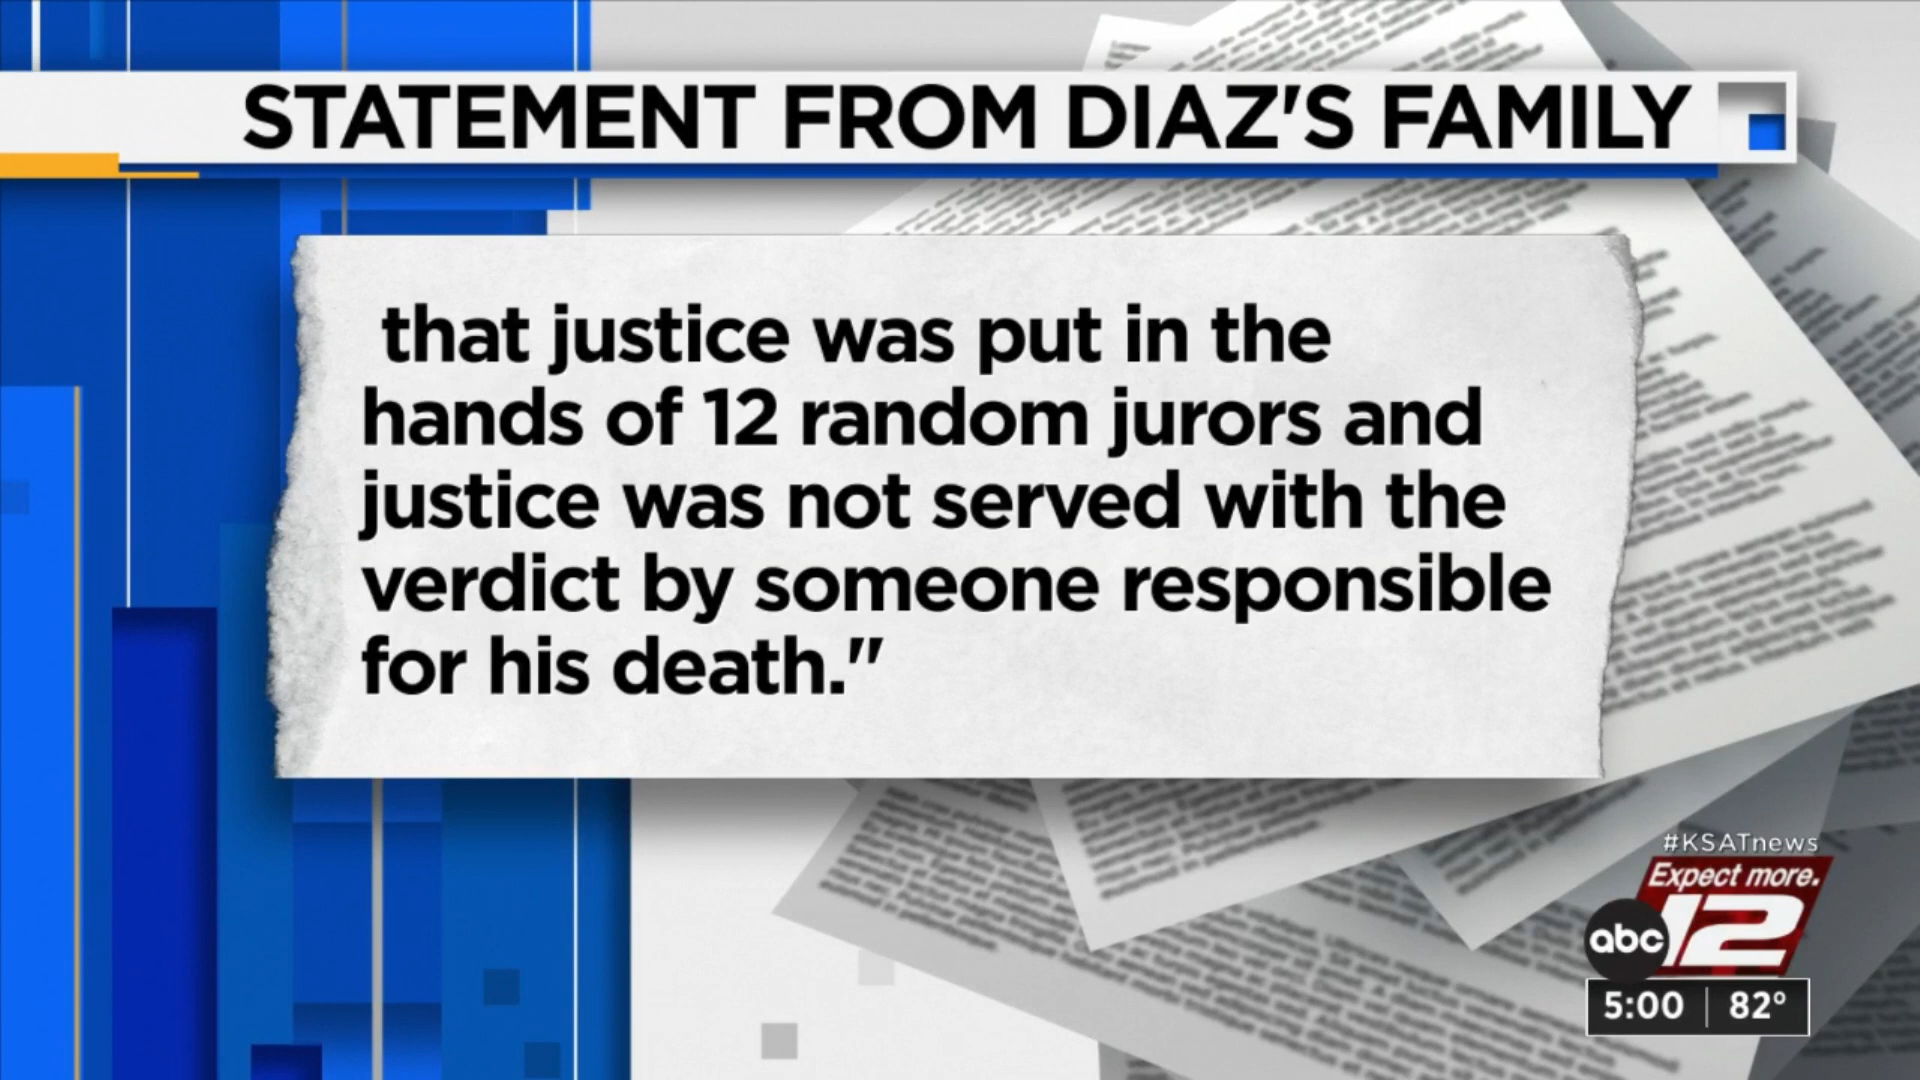 STATEMENT FROM DIAZ'S FAMILY
that justice was put in the
hands of 12 random jurors and
justice was not served with the
verdict by someone responsible
for his death."
#KSATnews
Expect more.
abc 12
5:00 82°